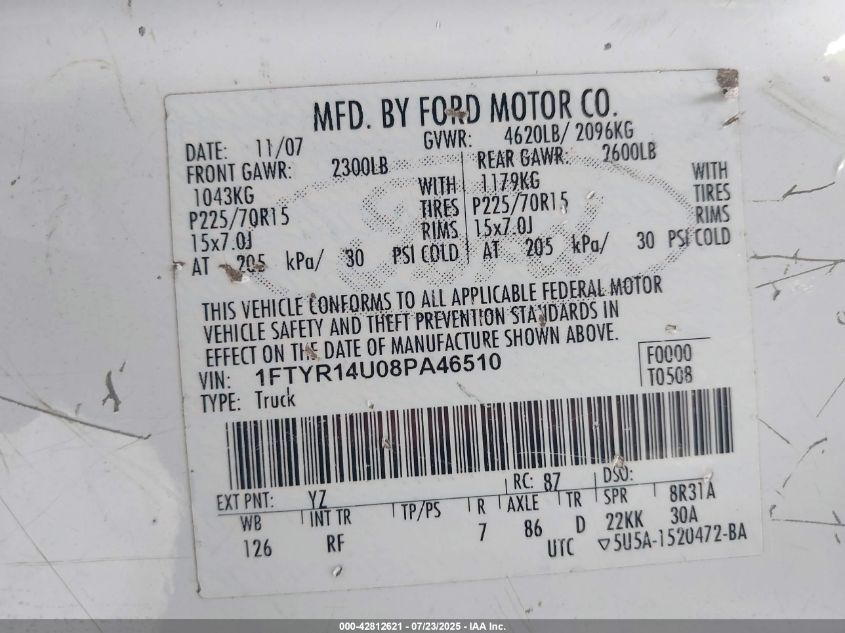 MFD. BY FORD MOTOR CO.
DATE: 11/07 GVWR: 4620LB/ 2096KG
FRONT GAWR: 2300LB REAR GAWR: 2600LB
1043KG WITH 1179KG WITH
P225/70R15 TIRES P225/70R15 TIRES
15x7.0J RIMS 15x7.0J RIMS
AT 205 kPa/ 30 PSI COLD AT 205 kPa/ 30 PSI COLD
THIS VEHICLE CONFORMS TO ALL APPLICABLE FEDERAL MOTOR
VEHICLE SAFETY AND THEFT PREVENTION STANDARDS IN
EFFECT ON THE DATE OF MANUFACTURE SHOWN ABOVE.
VIN: 1FTYR14U08PA46510 F0000
TYPE: Truck T0508
EXT PNT: YZ RC: 87 DSO:
WB INT TR TP/PS R AXLE TR SPR 8R31A
126 RF 7 86 D 22KK 30A
UTC ▽5U5A-1520472-BA
000-42812621 - 07/23/2025 - IAA Inc.